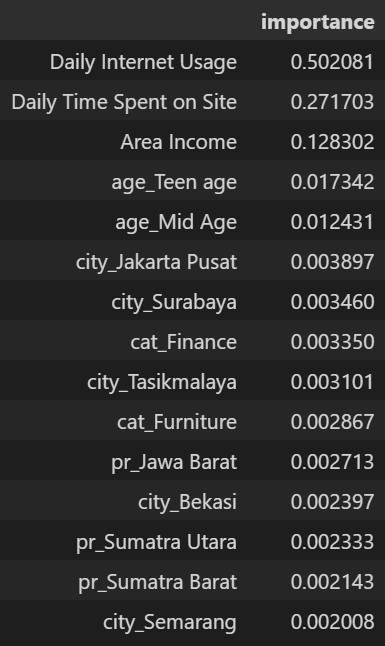 importance
Daily Internet Usage 0.502081
Daily Time Spent on Site 0.271703
Area Income 0.128302
age_Teen age 0.017342
age_Mid Age 0.012431
city_Jakarta Pusat 0.003897
city_Surabaya 0.003460
cat_Finance 0.003350
city_Tasikmalaya 0.003101
cat_Furniture 0.002867
pr_Jawa Barat 0.002713
city_Bekasi 0.002397
pr_Sumatra Utara 0.002333
pr_Sumatra Barat 0.002143
city_Semarang 0.002008